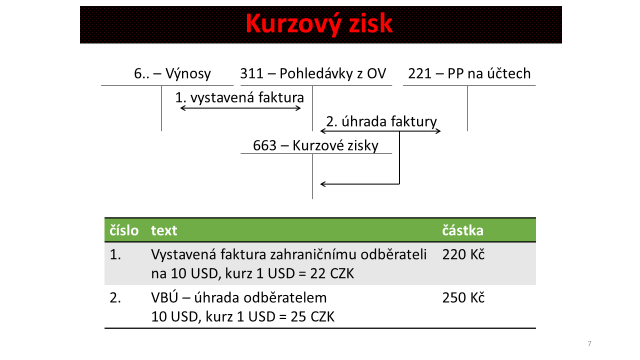 Kurzový zisk
6.. – Výnosy 311 – Pohledávky z OV 221 – PP na účtech
1. vystavená faktura
2. úhrada faktury
663 – Kurzové zisky
číslo text částka
1. Vystavená faktura zahraničnímu odběrateli 220 Kč
na 10 USD, kurz 1 USD = 22 CZK
2. VBÚ – úhrada odběratelem 250 Kč
10 USD, kurz 1 USD = 25 CZK
7